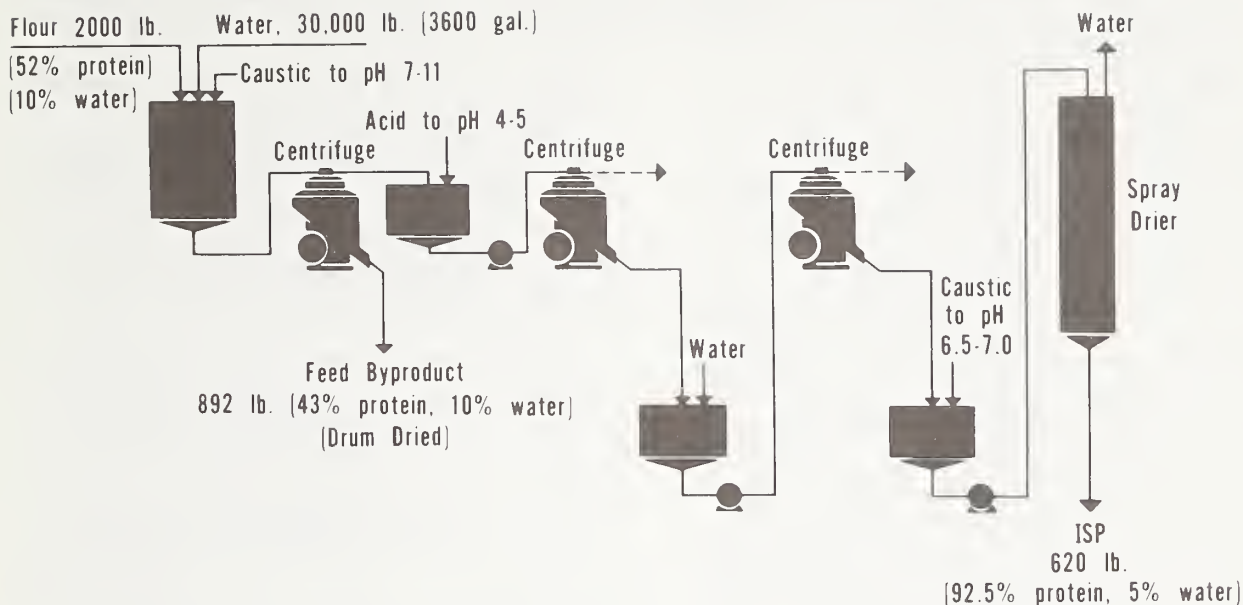 Flour 2000 lb.
Water, 30,000 lb. (3600 gal.)
(52% protein)
(10% water)
Caustic to pH 7-11
Acid to pH 4-5
Centrifuge
Centrifuge
Centrifuge
Water
Spray
Drier
Caustic
to pH
6.5-7.0
Water
Feed Byproduct
892 lb. (43% protein, 10% water)
(Drum Dried)
ISP
620 lb.
(92.5% protein, 5% water)